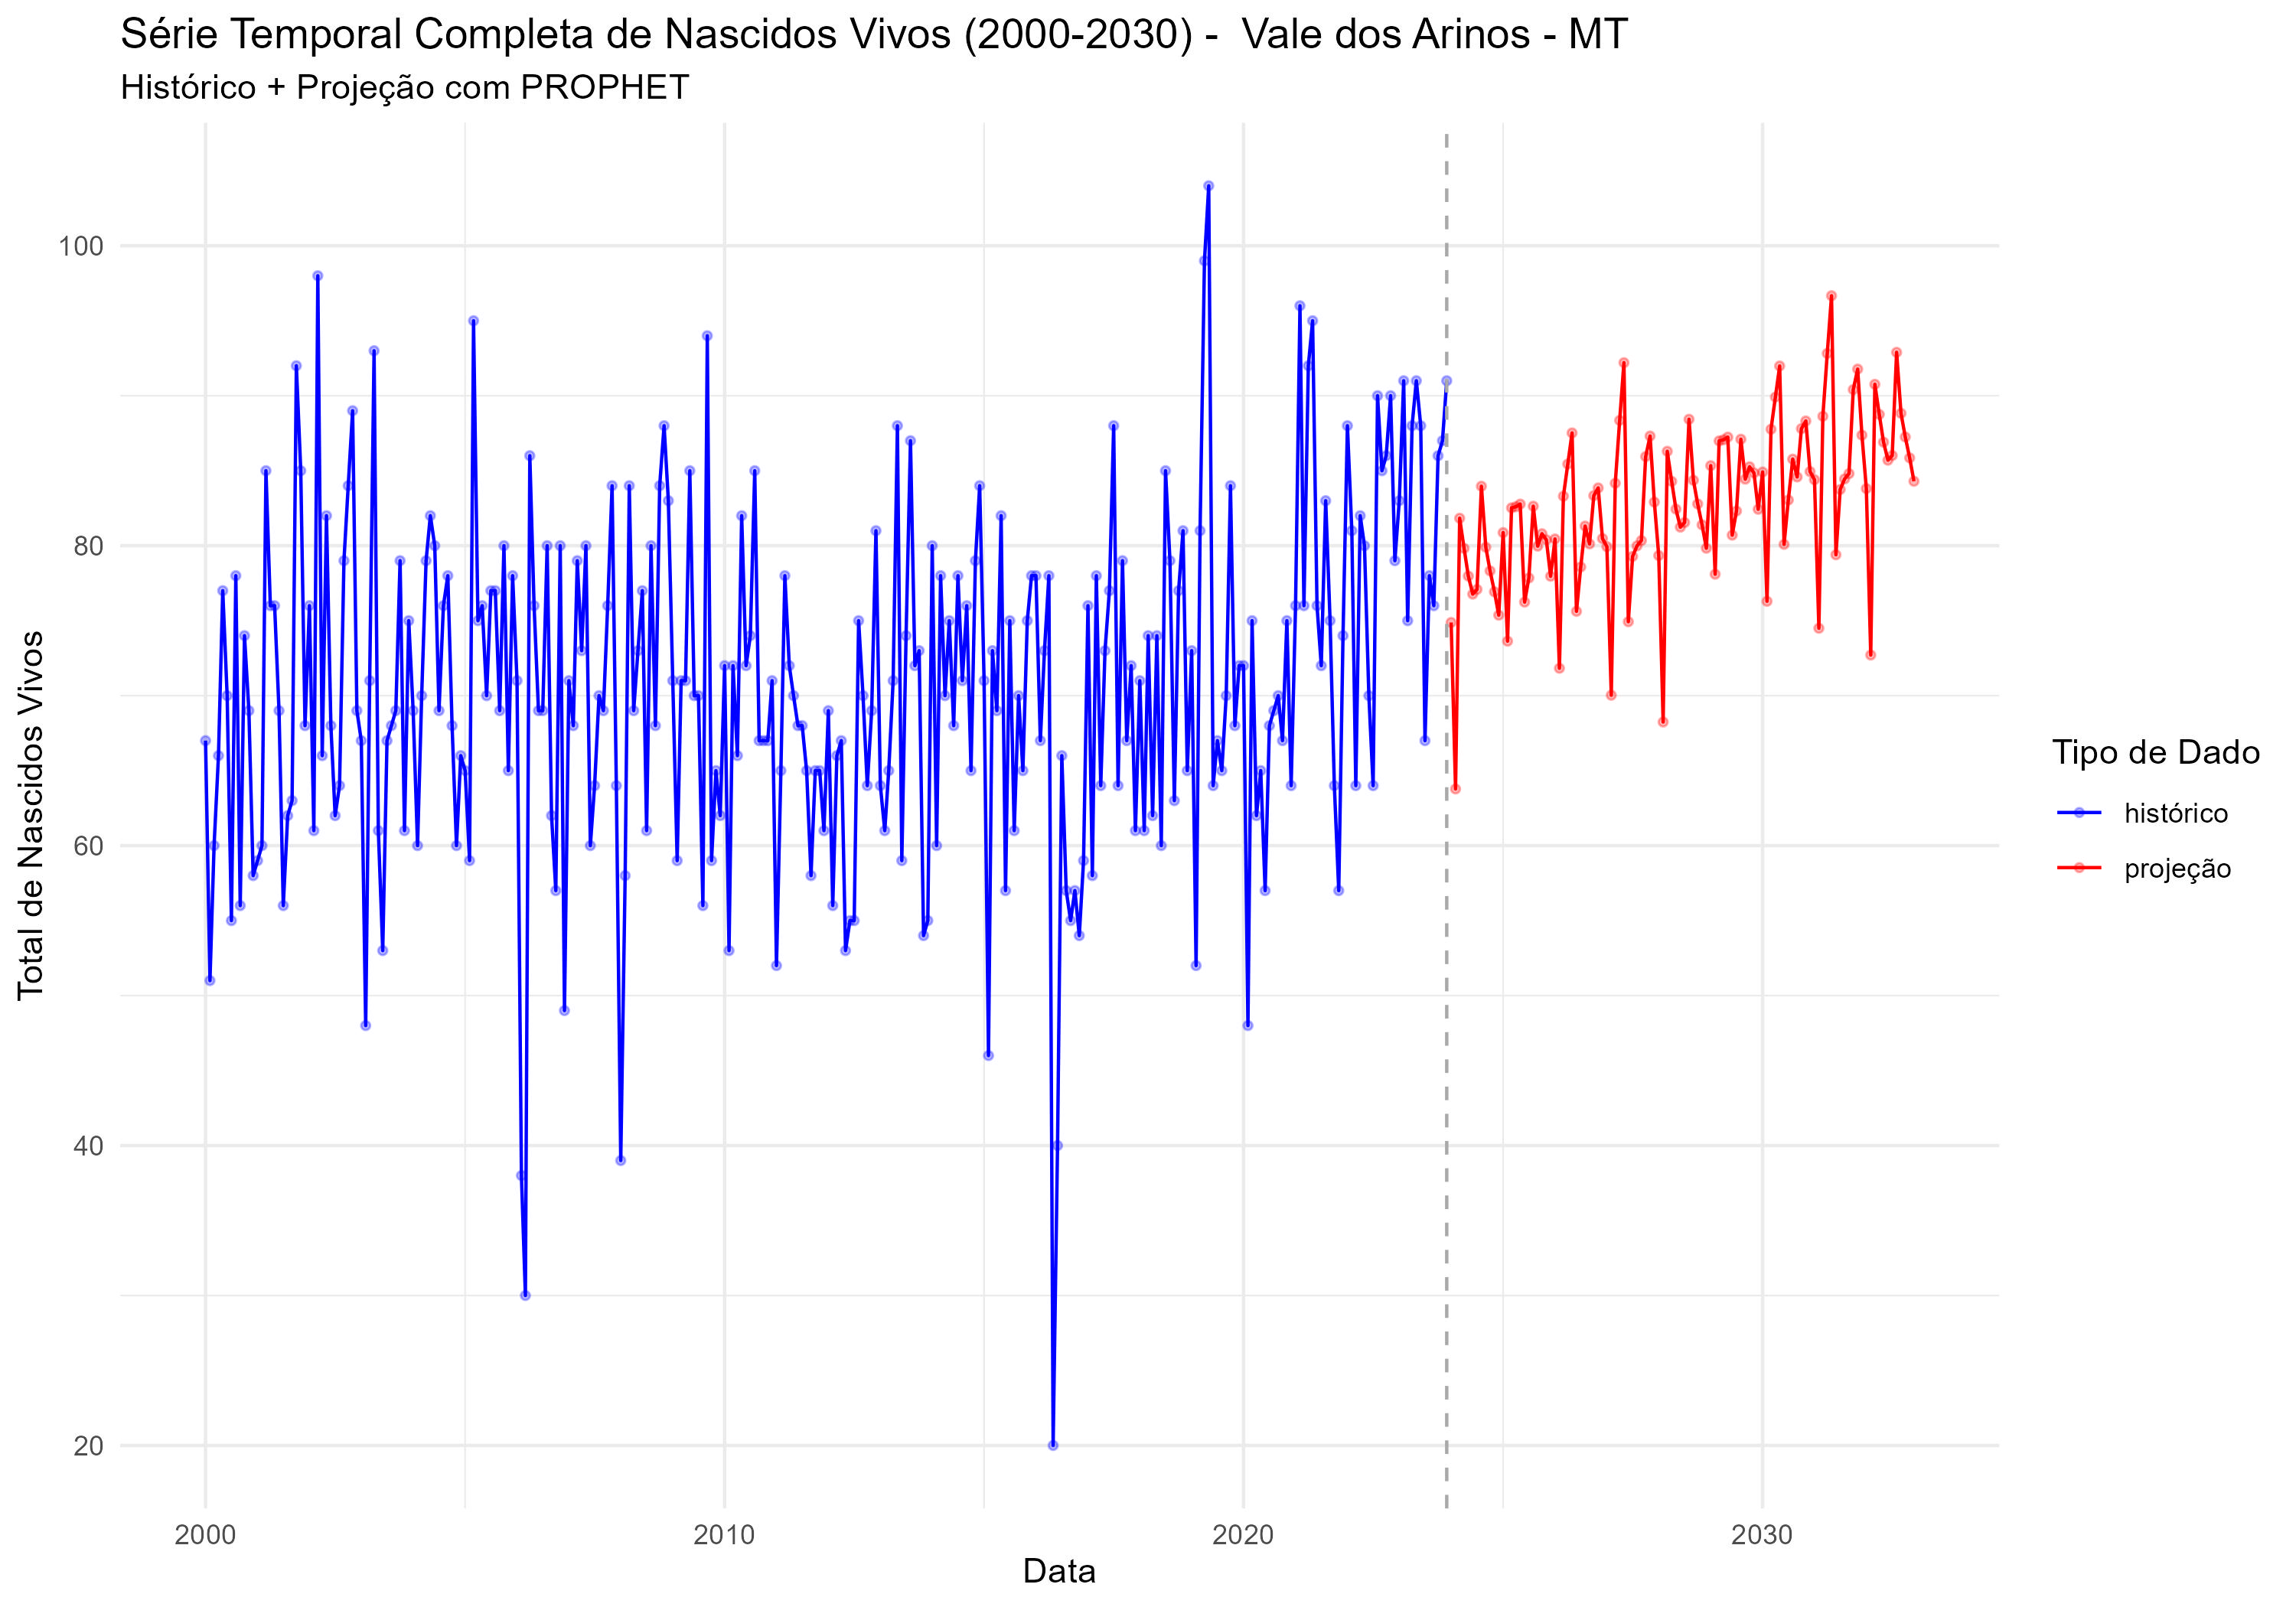 Série Temporal Completa de Nascidos Vivos (2000-2030) -  Vale dos Arinos - MT
Histórico + Projeção com PROPHET
Total de Nascidos Vivos
100
80
60
40
20
2000
2010
2020
2030
Data
Tipo de Dado
histórico
projeção